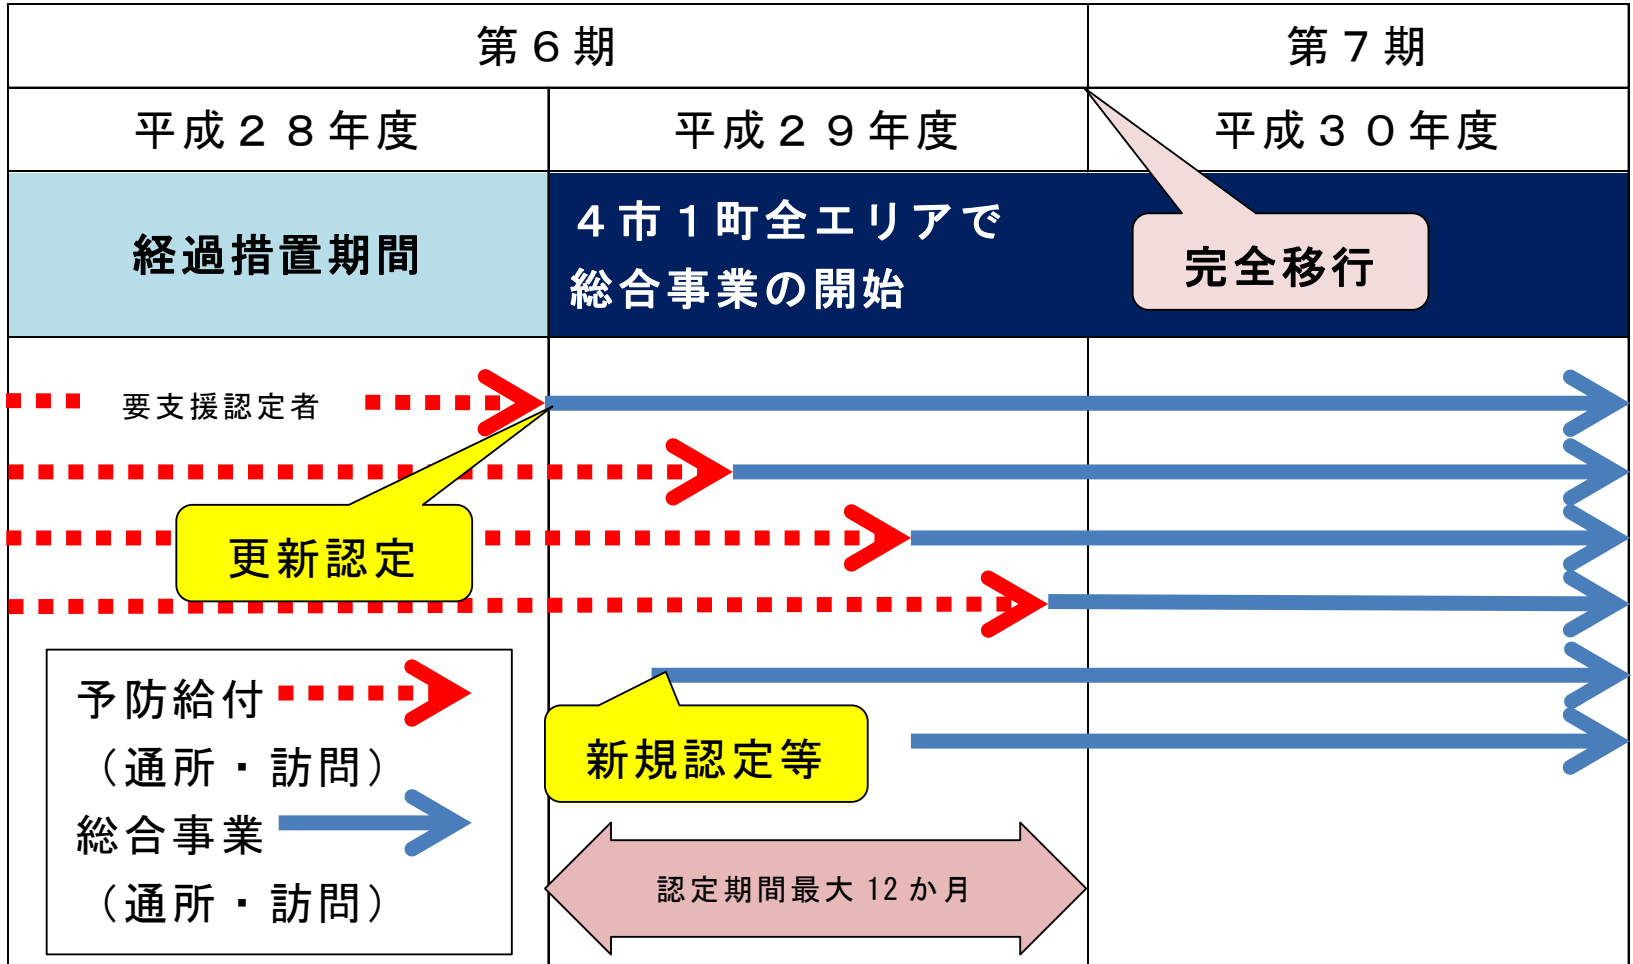 第６期
第７期
平成２８年度
平成２９年度
平成３０年度
経過措置期間
４市１町全エリアで
総合事業の開始
完全移行
要支援認定者
更新認定
新規認定等
予防給付
（通所・訪問）
総合事業
（通所・訪問）
認定期間最大 12 か月